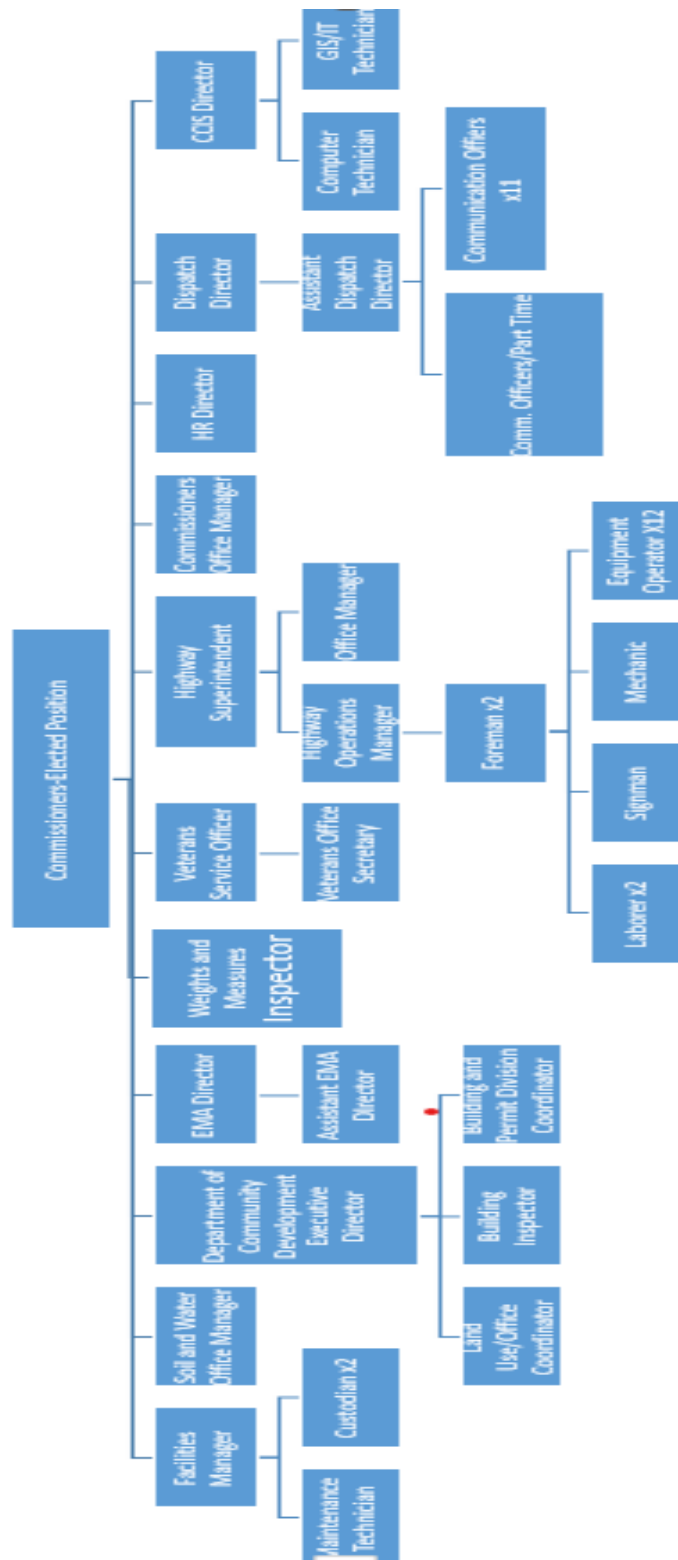 Commissioners-Elected Position
Facilities
Manager
Soil and Water
Office Manager
Department of
Community
Development
Executive
Director
EMA Director
Weights and
Measures
Inspector
Veterans
Service Officer
Highway
Superintendent
Commissioners
Office Manager
HR Director
Dispatch
Director
CCIS Director
Maintenance
Technician
Custodian x2
Assistant EMA
Director
Veterans Office
Secretary
Highway
Operations
Manager
Office Manager
Assistant
Dispatch
Director
Computer
Technician
GIS/IT
Technician
Land
Use/Office
Coordinator
Building
Inspector
Building and
Permit Division
Coordinator
Foreman x2
Comm. Officers/Part Time
Communication Offiers
x11
Laborer x2
Signman
Mechanic
Equipment
Operator X12